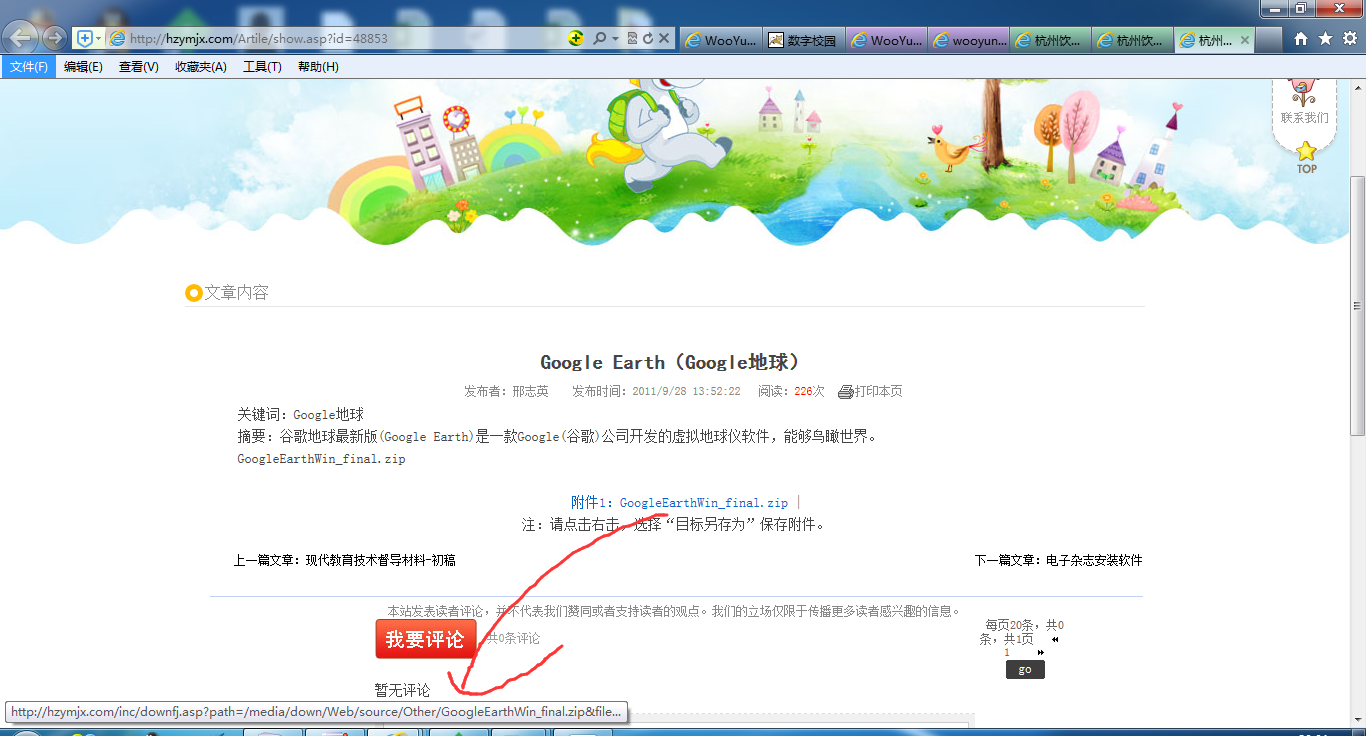 http://hzymjx.com/Artile/show.asp?id=48853
WooYu...
数字校园
WooYu...
wooyun...
杭州饮...
杭州饮...
杭州...
文件(F) 编辑(E) 查看(V) 收藏夹(A) 工具(T) 帮助(H)
联系我们
TOP
文章内容
Google Earth（Google地球）
发布者：邢志英 发布时间：2011/9/28 13:52:22 阅读：226次 打印本页
关键词：Google地球
摘要：谷歌地球最新版(Google Earth)是一款Google(谷歌)公司开发的虚拟地球仪软件，能够鸟瞰世界。
GoogleEarthWin_final.zip
附件1：GoogleEarthWin_final.zip |
注：请点击右击，选择“目标另存为”保存附件。
上一篇文章：现代教育技术督导材料-初稿 下一篇文章：电子杂志安装软件
本站发表读者评论，并不代表我们赞同或者支持读者的观点。我们的立场仅限于传播更多读者感兴趣的信息。
我要评论 共0条评论
每页20条，共0
条，共1页
1
go
暂无评论
http://hzymjx.com/inc/downfj.asp?path=/media/down/Web/source/Other/GoogleEarthWin_final.zip&file...